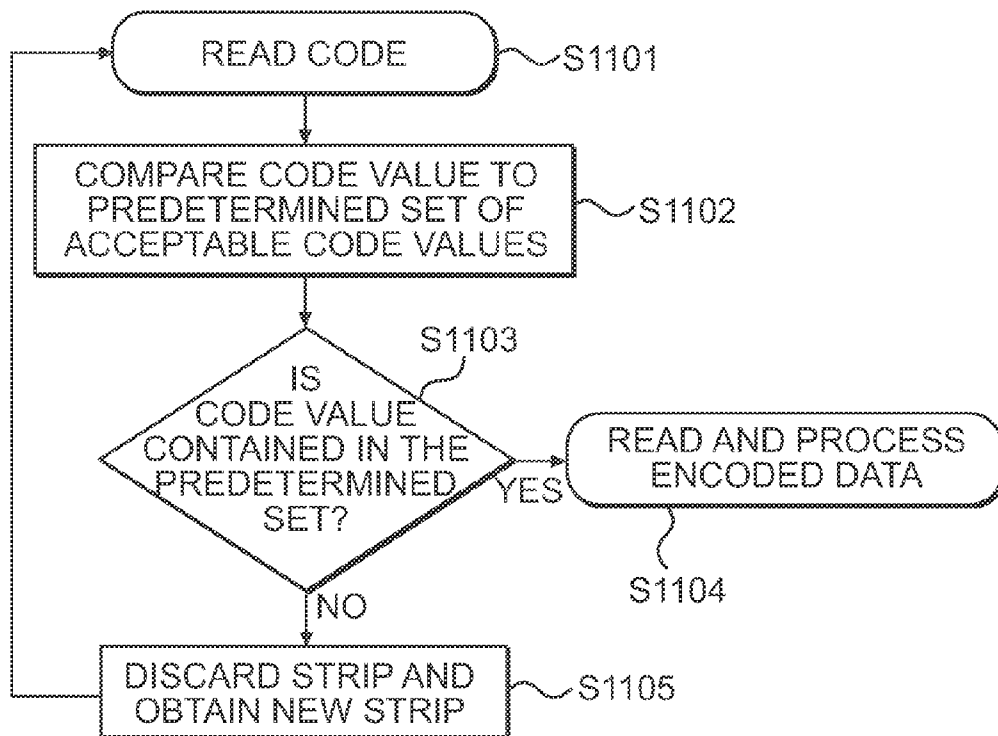 READ CODE
S1101
COMPARE CODE VALUE TO
PREDETERMINED SET OF
ACCEPTABLE CODE VALUES
S1102
S1103
IS
CODE VALUE
CONTAINED IN THE
PREDETERMINED
SET?
YES
READ AND PROCESS
ENCODED DATA
S1104
NO
DISCARD STRIP AND
OBTAIN NEW STRIP
S1105